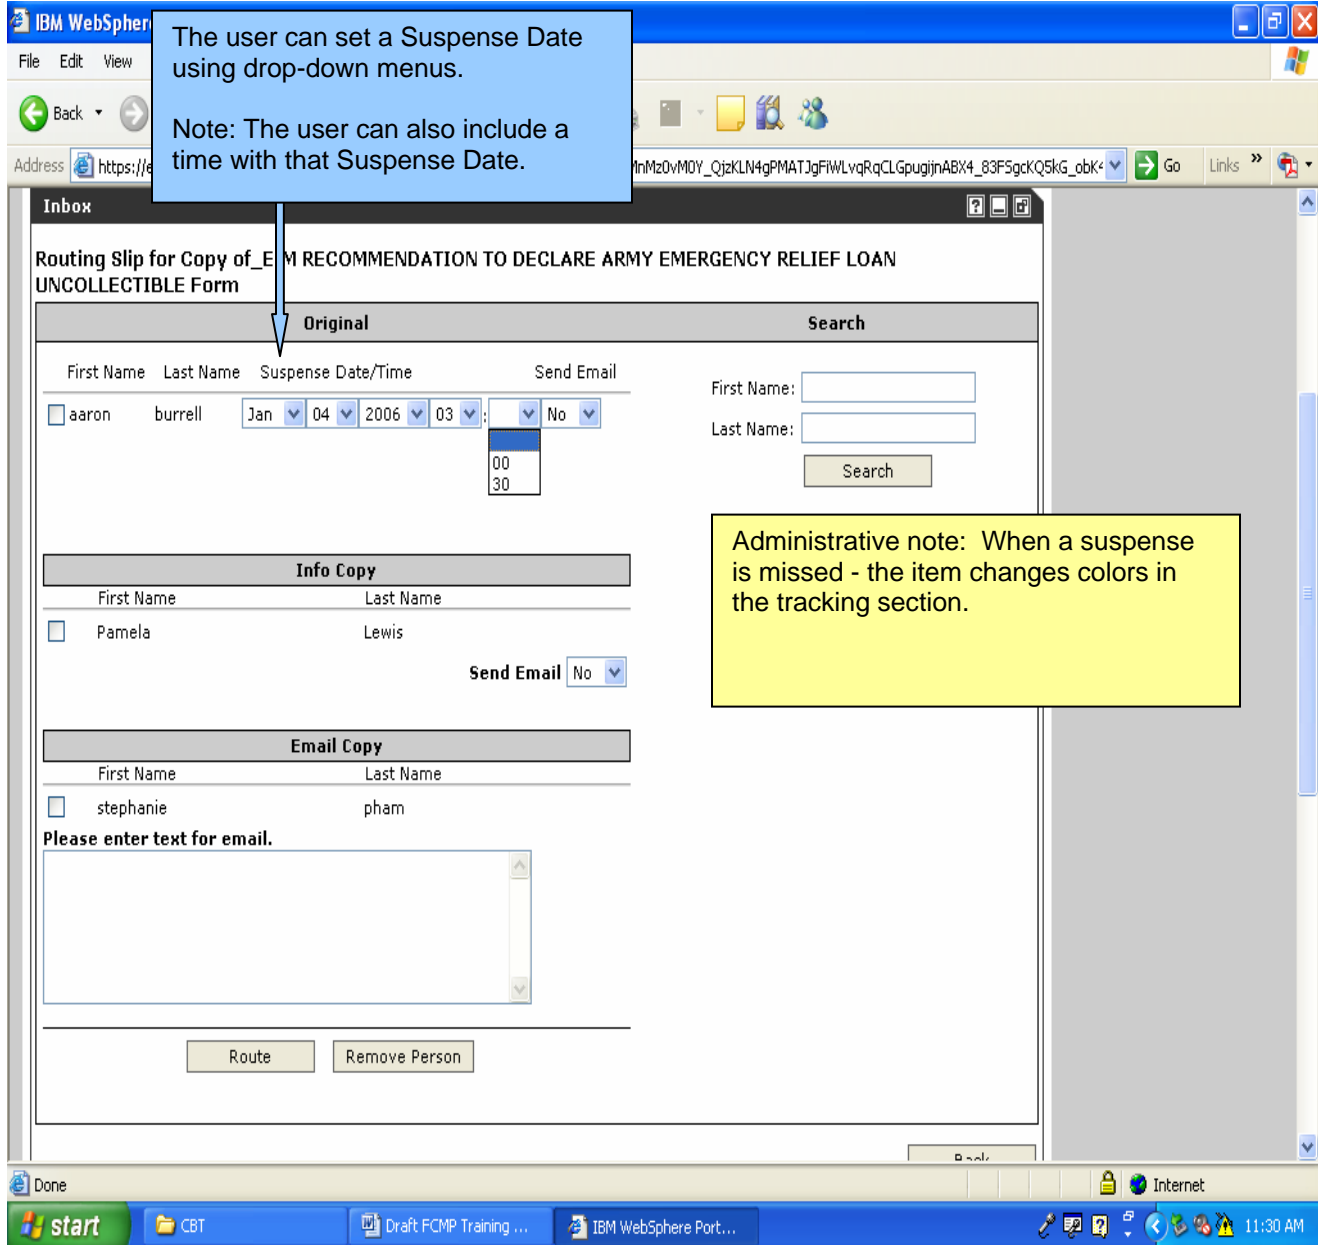 IBM WebSpher
The user can set a Suspense Date
using drop-down menus.
Note: The user can also include a
time with that Suspense Date.
File Edit View
Back
Address https://e
Go Links »
Inbox
Routing Slip for Copy of_E M RECOMMENDATION TO DECLARE ARMY EMERGENCY RELIEF LOAN
UNCOLLECTIBLE Form
Original Search
First Name Last Name Suspense Date/Time Send Email
aaron burrell Jan 04 2006 03 : No
00
30
First Name:
Last Name:
Search
Administrative note: When a suspense
is missed - the item changes colors in
the tracking section.
Info Copy
First Name Last Name
Pamela Lewis
Send Email No
Email Copy
First Name Last Name
stephanie pham
Please enter text for email.
Route Remove Person
Back
Done Internet
start CBT Draft FCMP Training ... IBM WebSphere Port... 11:30 AM